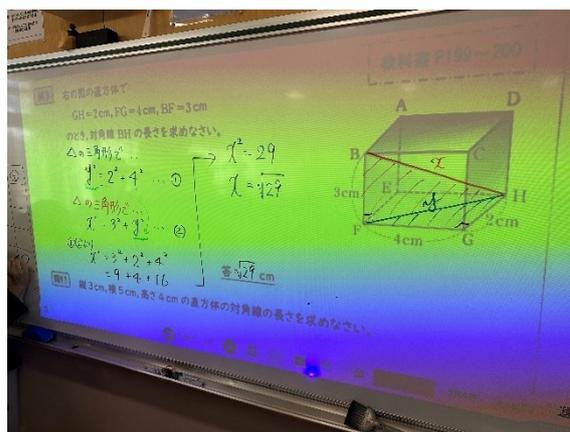 教科書 P.199～200
右の図の直方体で
GH=2cm, FG=4cm, BF=3cm
のとき、対角線BHの長さを求めなさい。
△の三角形で…
y²=2²+4² …①
△の三角形で…
x²=3²+y² …②
x²=3²+2²+4²
=9+4+16
x²=29
x=√29
答 √29 cm
A
D
B
C
x
3cm
E
H
y
2cm
F
4cm
G
縦3cm, 横5cm, 高さ4cmの直方体の対角線の長さを求めなさい。